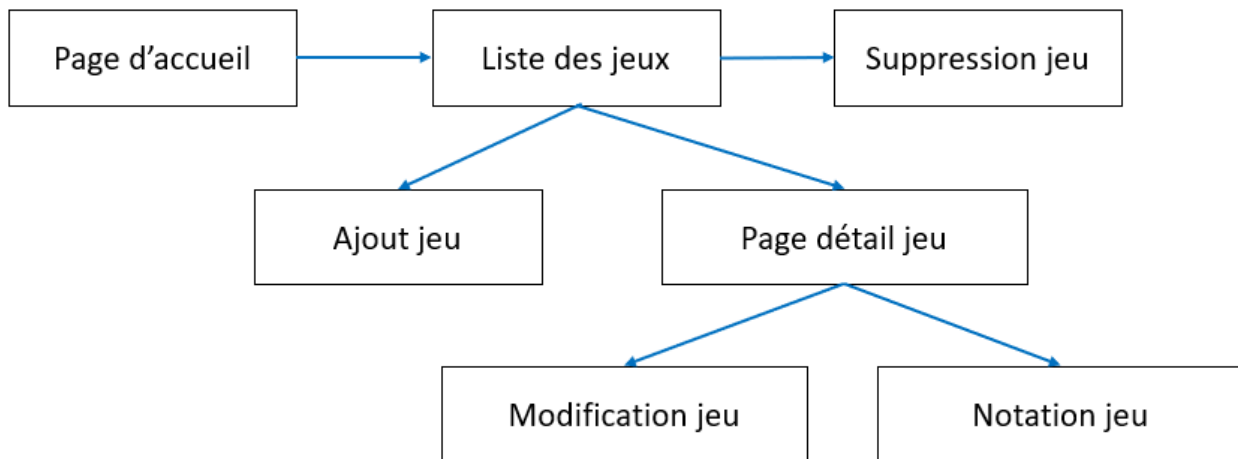 Page d’accueil
Liste des jeux
Suppression jeu
Ajout jeu
Page détail jeu
Modification jeu
Notation jeu